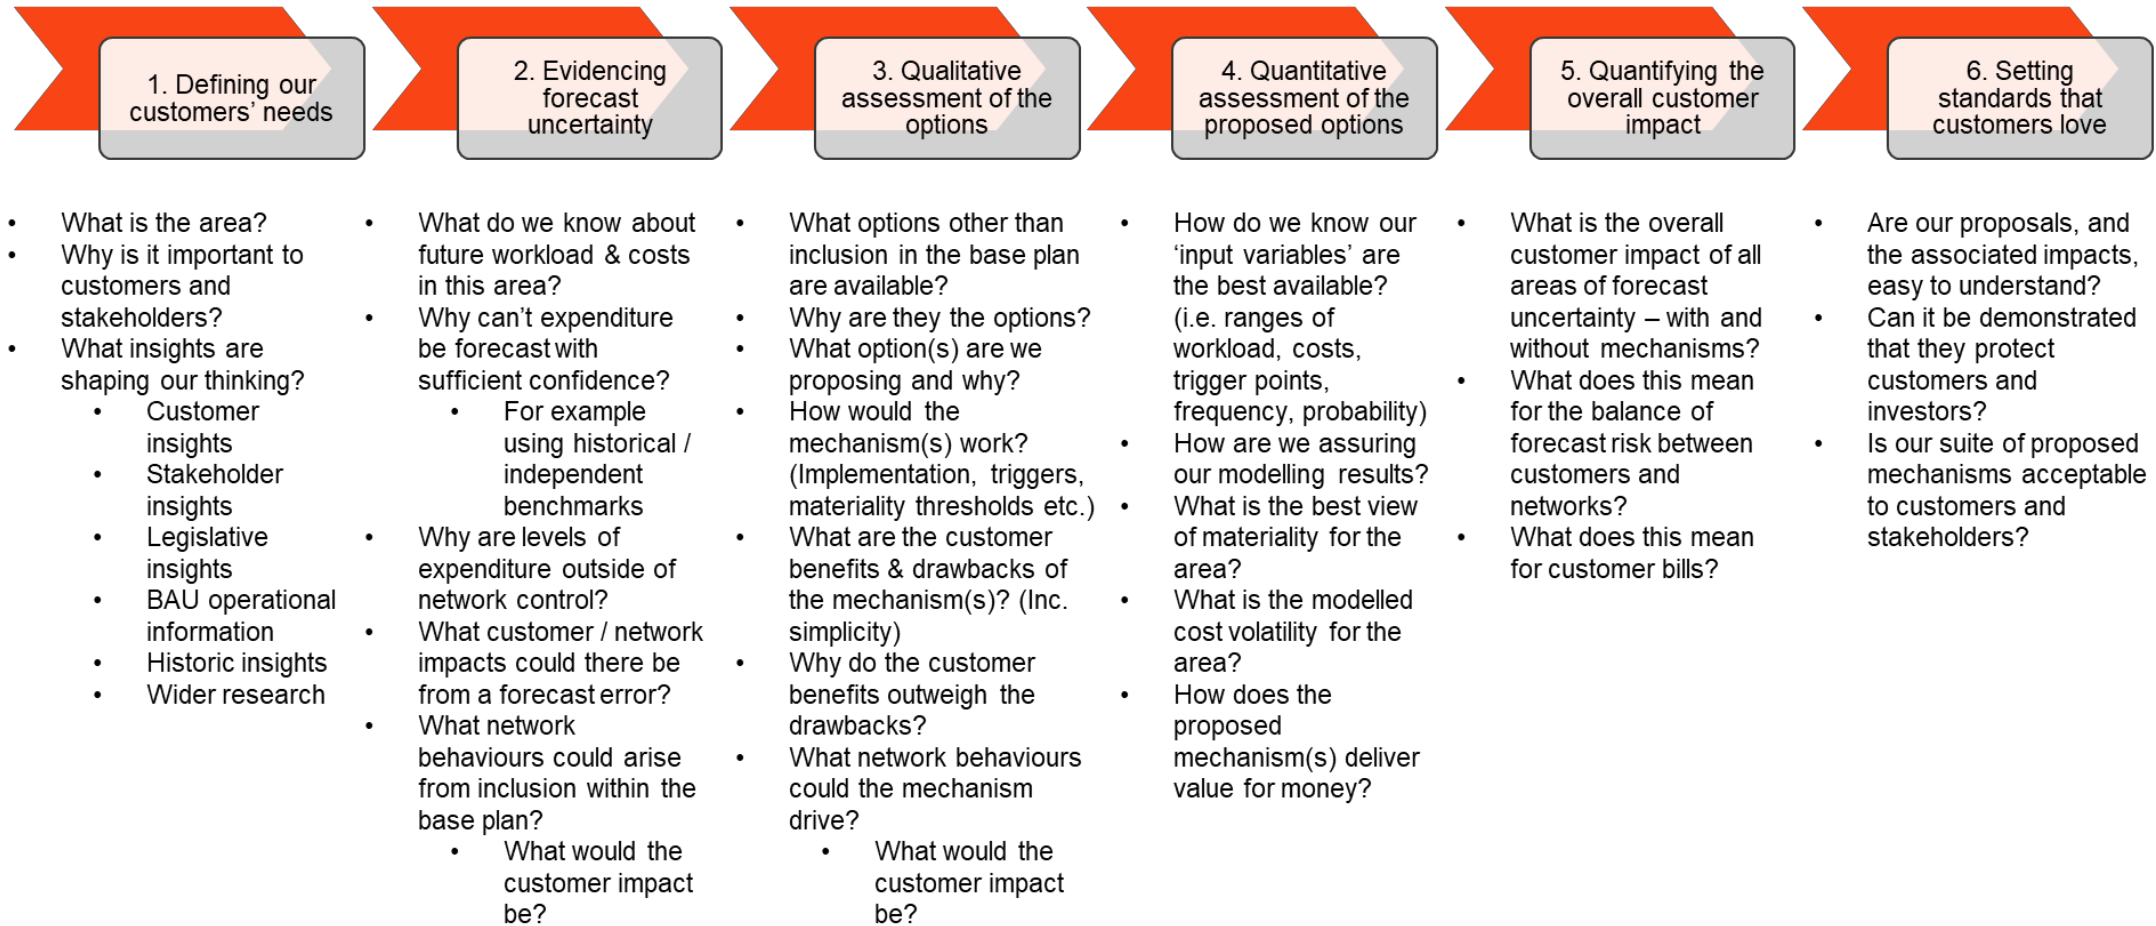 1. Defining our
customers’ needs
2. Evidencing
forecast
uncertainty
3. Qualitative
assessment of the
options
4. Quantitative
assessment of the
proposed options
5. Quantifying the
overall customer
impact
6. Setting
standards that
customers love
• What is the area?
• Why is it important to
customers and
stakeholders?
• What insights are
shaping our thinking?
• Customer
insights
• Stakeholder
insights
• Legislative
insights
• BAU operational
information
• Historic insights
• Wider research
• What do we know about
future workload & costs
in this area?
• Why can’t expenditure
be forecast with
sufficient confidence?
• For example
using historical /
independent
benchmarks
• Why are levels of
expenditure outside of
network control?
• What customer / network
impacts could there be
from a forecast error?
• What network
behaviours could arise
from inclusion within the
base plan?
• What would the
customer impact
be?
• What options other than
inclusion in the base plan
are available?
• Why are they the options?
• What option(s) are we
proposing and why?
• How would the
mechanism(s) work?
(Implementation, triggers,
materiality thresholds etc.)
• What are the customer
benefits & drawbacks of
the mechanism(s)? (Inc.
simplicity)
• Why do the customer
benefits outweigh the
drawbacks?
• What network behaviours
could the mechanism
drive?
• What would the
customer impact
be?
• How do we know our
‘input variables’ are
the best available?
(i.e. ranges of
workload, costs,
trigger points,
frequency, probability)
• How are we assuring
our modelling results?
• What is the best view
of materiality for the
area?
• What is the modelled
cost volatility for the
area?
• How does the
proposed
mechanism(s) deliver
value for money?
• What is the overall
customer impact of all
areas of forecast
uncertainty – with and
without mechanisms?
• What does this mean
for the balance of
forecast risk between
customers and
networks?
• What does this mean
for customer bills?
• Are our proposals, and
the associated impacts,
easy to understand?
• Can it be demonstrated
that they protect
customers and
investors?
• Is our suite of proposed
mechanisms acceptable
to customers and
stakeholders?